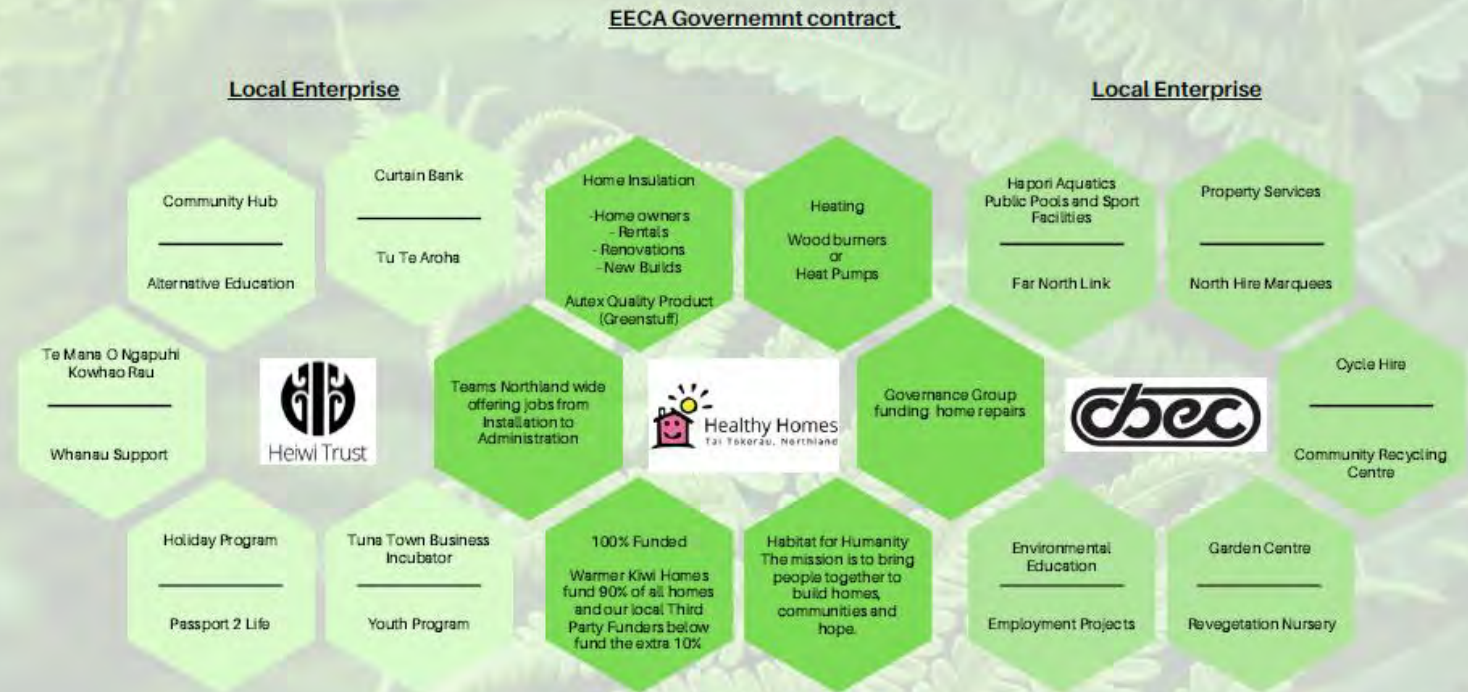 EECA Governemnt contract
Local Enterprise
Local Enterprise
Community Hub
Alternative Education
Curtain Bank
Tu Te Aroha
Te Mana O Ngapuhi
Kowhao Rau
Whanau Support
Heiwi Trust
Holiday Program
Passport 2 Life
Tuna Town Business
Incubator
Youth Program
Home Insulation
-Home owners
- Rentals
- Renovations
-New Builds
Autex Quality Product
(Greenstuff)
Heating
Wood burners
or
Heat Pumps
Teams Northland wide
offering jobs from
Installation to
Administration
Healthy Homes
Tai Tokerau, Northland
Governance Group
funding home repairs
100% Funded
Warmer Kiwi Homes
fund 90% of all homes
and our local Third
Party Funders below
fund the extra 10%
Habitat for Humanity
The mission is to bring
people together to
build homes,
communities and
hope.
Hapori Aquatics
Public Pools and Sport
Facilities
Far North Link
Property Services
North Hire Marquees
cbec
Cycle Hire
Community Recycling
Centre
Environmental
Education
Employment Projects
Garden Centre
Revegetation Nursery